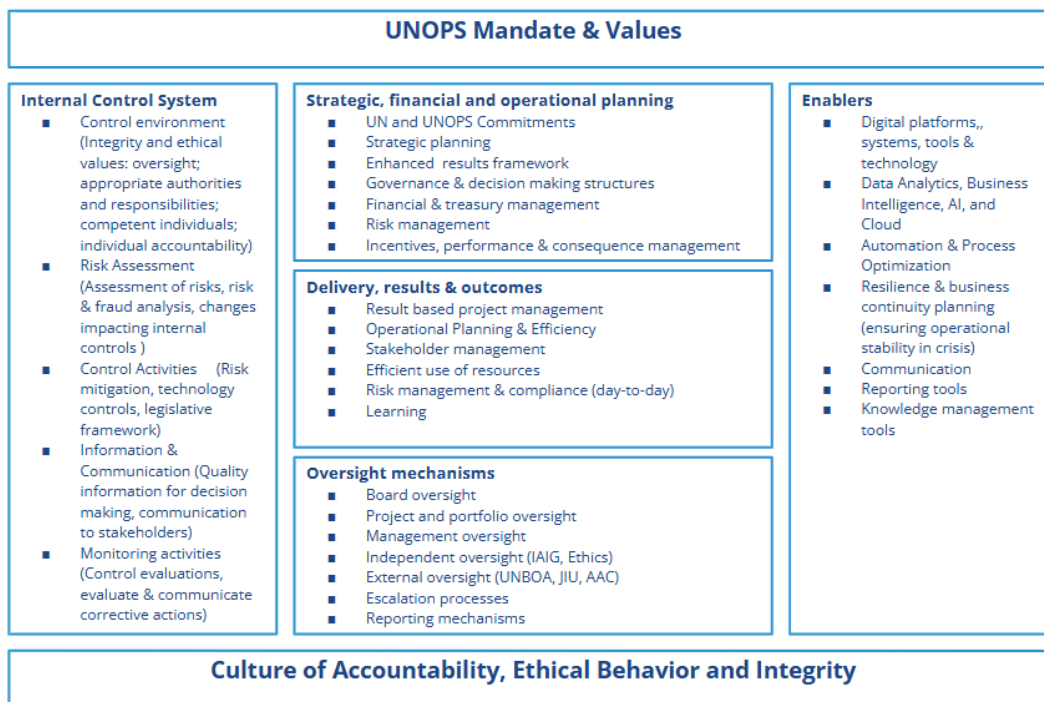 UNOPS Mandate & Values
Internal Control System
■ Control environment
(Integrity and ethical
values: oversight;
appropriate authorities
and responsibilities;
competent individuals;
individual accountability)
■ Risk Assessment
(Assessment of risks, risk
& fraud analysis, changes
impacting internal
controls )
■ Control Activities (Risk
mitigation, technology
controls, legislative
framework)
■ Information &
Communication (Quality
information for decision
making, communication
to stakeholders)
■ Monitoring activities
(Control evaluations,
evaluate & communicate
corrective actions)
Strategic, financial and operational planning
■ UN and UNOPS Commitments
■ Strategic planning
■ Enhanced results framework
■ Governance & decision making structures
■ Financial & treasury management
■ Risk management
■ Incentives, performance & consequence management
Delivery, results & outcomes
■ Result based project management
■ Operational Planning & Efficiency
■ Stakeholder management
■ Efficient use of resources
■ Risk management & compliance (day-to-day)
■ Learning
Oversight mechanisms
■ Board oversight
■ Project and portfolio oversight
■ Management oversight
■ Independent oversight (IAIG, Ethics)
■ External oversight (UNBOA, JIU, AAC)
■ Escalation processes
■ Reporting mechanisms
Enablers
■ Digital platforms,,
systems, tools &
technology
■ Data Analytics, Business
Intelligence, AI, and
Cloud
■ Automation & Process
Optimization
■ Resilience & business
continuity planning
(ensuring operational
stability in crisis)
■ Communication
■ Reporting tools
■ Knowledge management
tools
Culture of Accountability, Ethical Behavior and Integrity